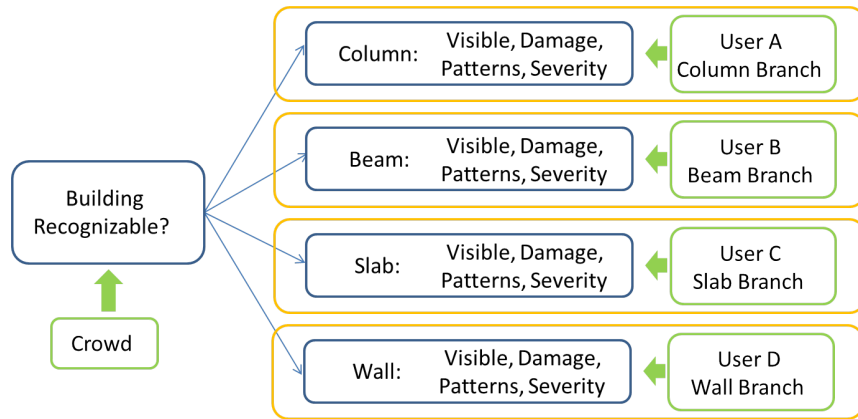 Building
Recognizable?
Crowd
Column: Visible, Damage,
Patterns, Severity
User A
Column Branch
Beam: Visible, Damage,
Patterns, Severity
User B
Beam Branch
Slab: Visible, Damage,
Patterns, Severity
User C
Slab Branch
Wall: Visible, Damage,
Patterns, Severity
User D
Wall Branch